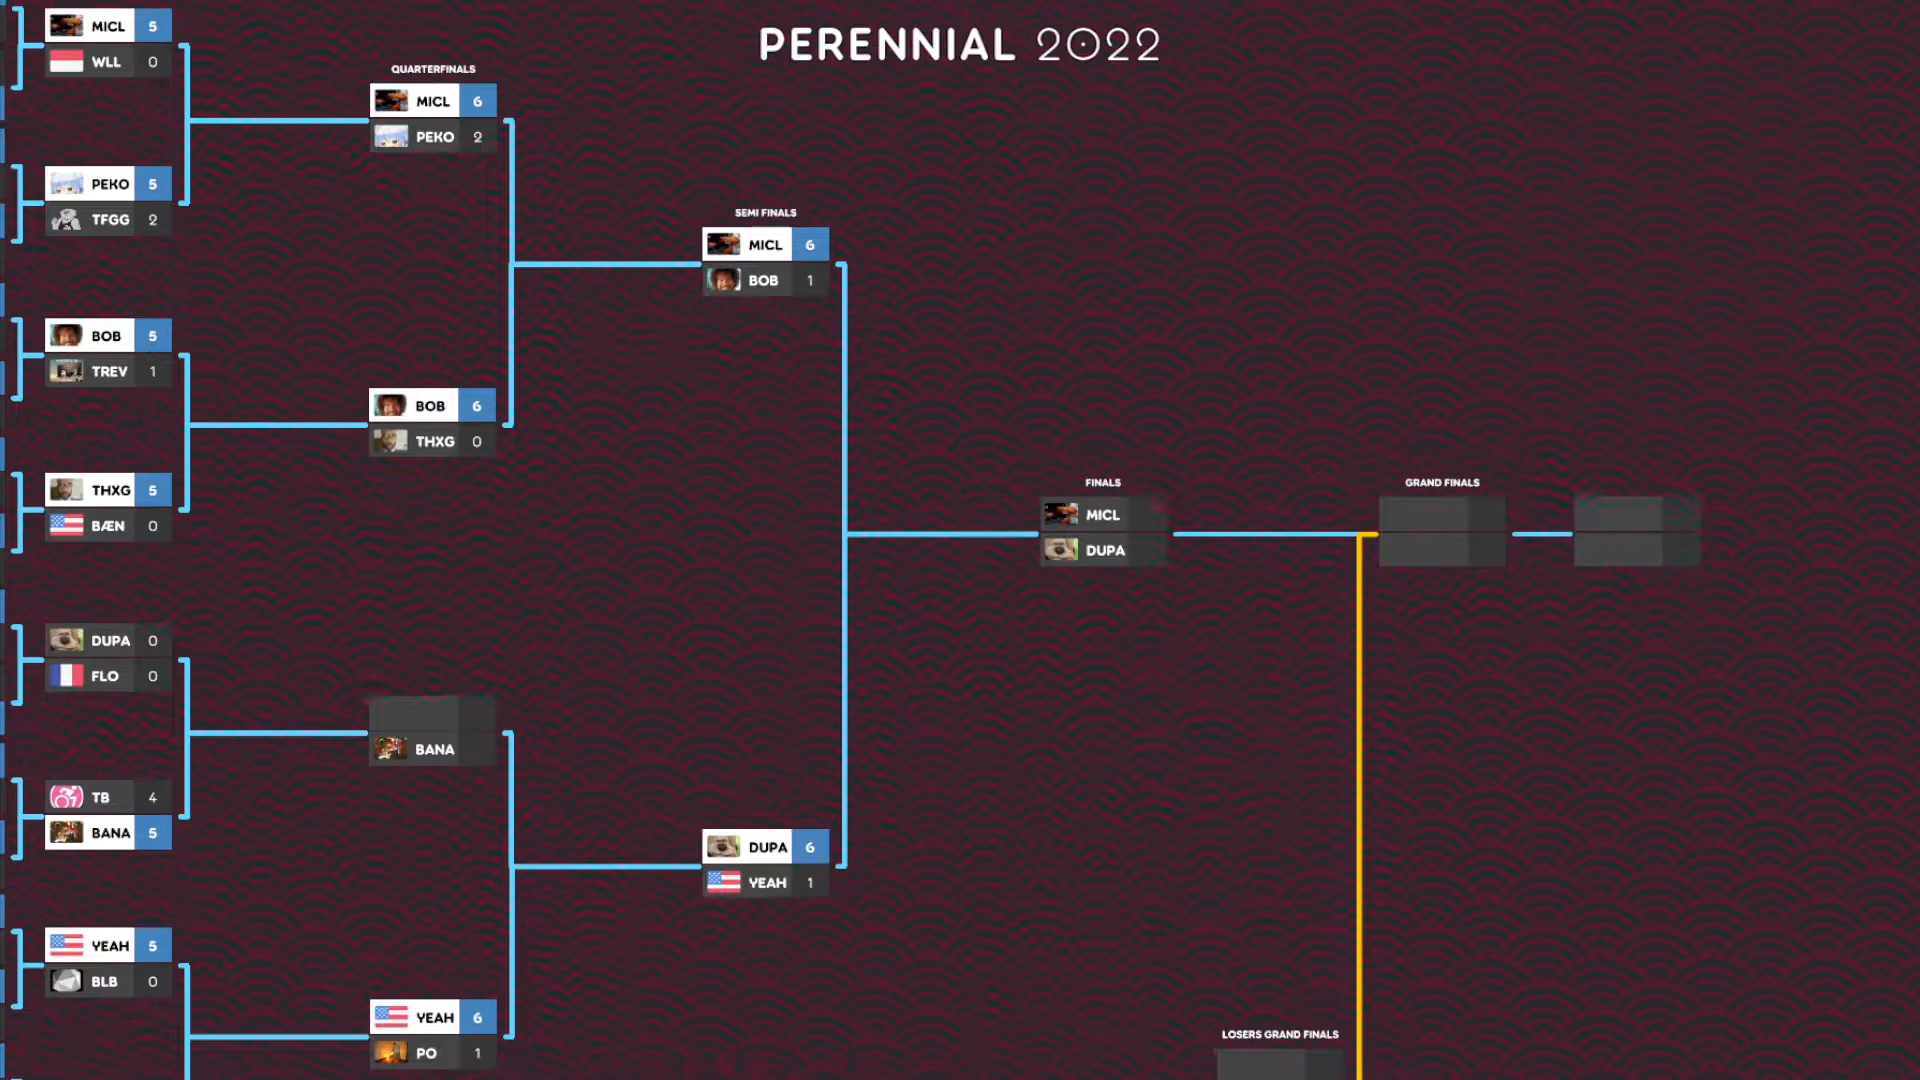 PERENNIAL 2022
MICL 5
WLL 0
PEKO 5
TFGG 2
BOB 5
TREV 1
THXG 5
BÆN 0
DUPA 0
FLO 0
TB 4
BANA 5
YEAH 5
BLB 0
QUARTERFINALS
MICL 6
PEKO 2
BOB 6
THXG 0
BANA
YEAH 6
PO 1
SEMI FINALS
MICL 6
BOB 1
DUPA 6
YEAH 1
FINALS
MICL
DUPA
GRAND FINALS
LOSERS GRAND FINALS